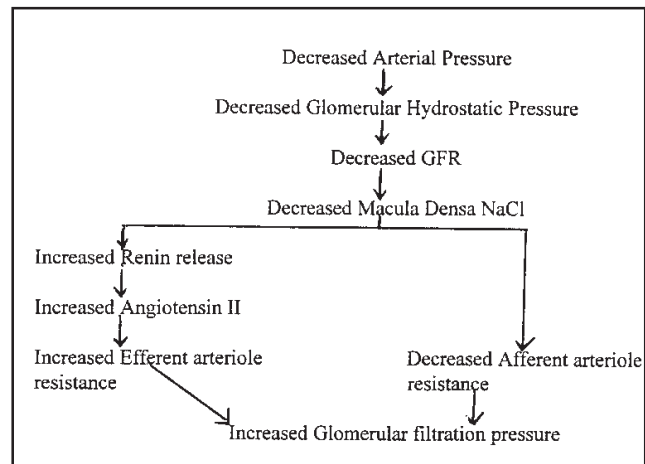 Decreased Arterial Pressure
Decreased Glomerular Hydrostatic Pressure
Decreased GFR
Decreased Macula Densa NaCl
Increased Renin release
Increased Angiotensin II
Increased Efferent arteriole
resistance
Decreased Afferent arteriole
resistance
Increased Glomerular filtration pressure